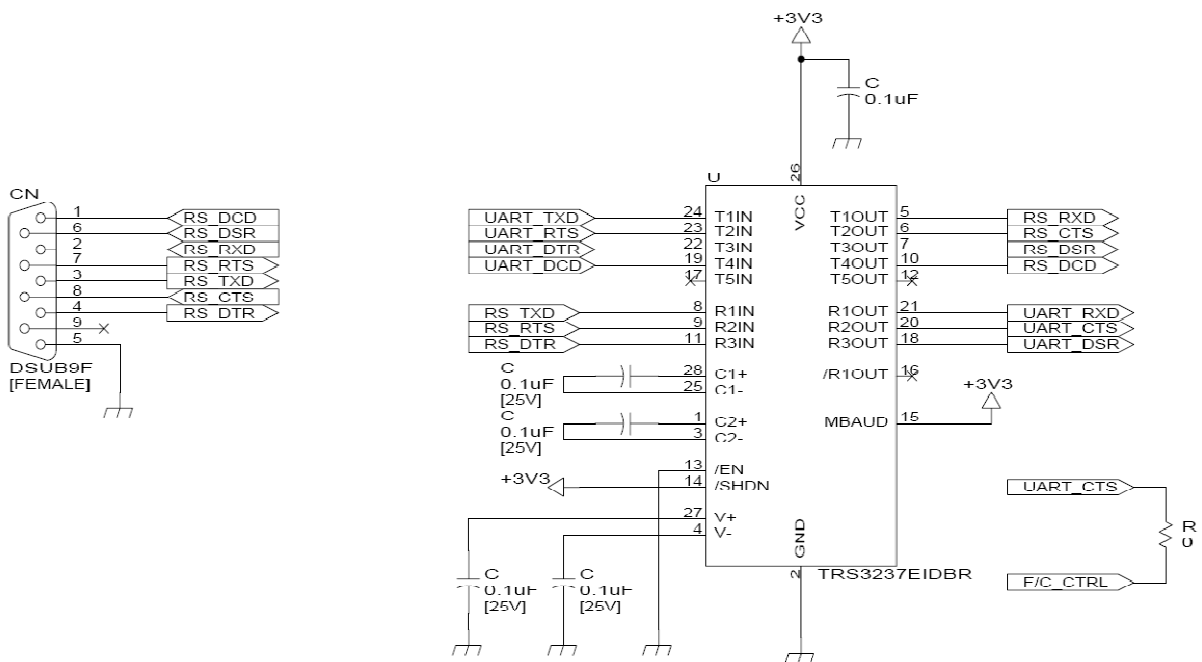 +3V3
C
0.1uF
CN
1 RS_DCD
6 RS_DSR
2 RS_RXD
7 RS_RTS
3 RS_TXD
8 RS_CTS
4 RS_DTR
9
5
DSUB9F
[FEMALE]
U
26
VCC
UART_TXD 24 T1IN T1OUT 5 RS_RXD
UART_RTS 23 T2IN T2OUT 6 RS_CTS
UART_DTR 22 T3IN T3OUT 7 RS_DSR
UART_DCD 19 T4IN T4OUT 10 RS_DCD
17 T5IN T5OUT 12
RS_TXD 8 R1IN R1OUT 21 UART_RXD
RS_RTS 9 R2IN R2OUT 20 UART_CTS
RS_DTR 11 R3IN R3OUT 18 UART_DSR
C
0.1uF
[25V]
28 C1+ /R1OUT 16
25 C1-
C
0.1uF
[25V]
1 C2+ MBAUD 15 +3V3
3 C2-
13 /EN
+3V3 14 /SHDN
27 V+
4 V-
GND
2
TRS3237EIDBR
C
0.1uF
[25V]
C
0.1uF
[25V]
UART_CTS
R
0
F/C_CTRL